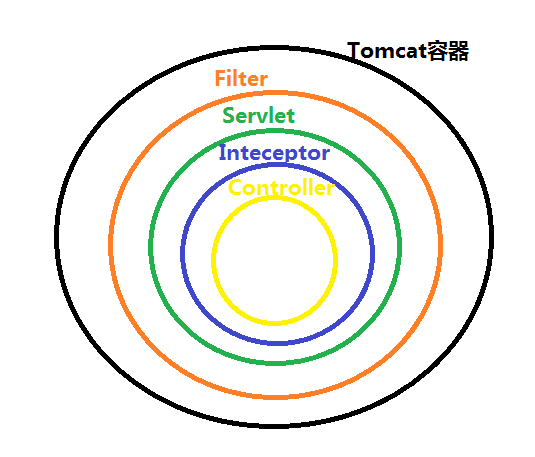 Tomcat容器
Filter
Servlet
Inteceptor
Controller